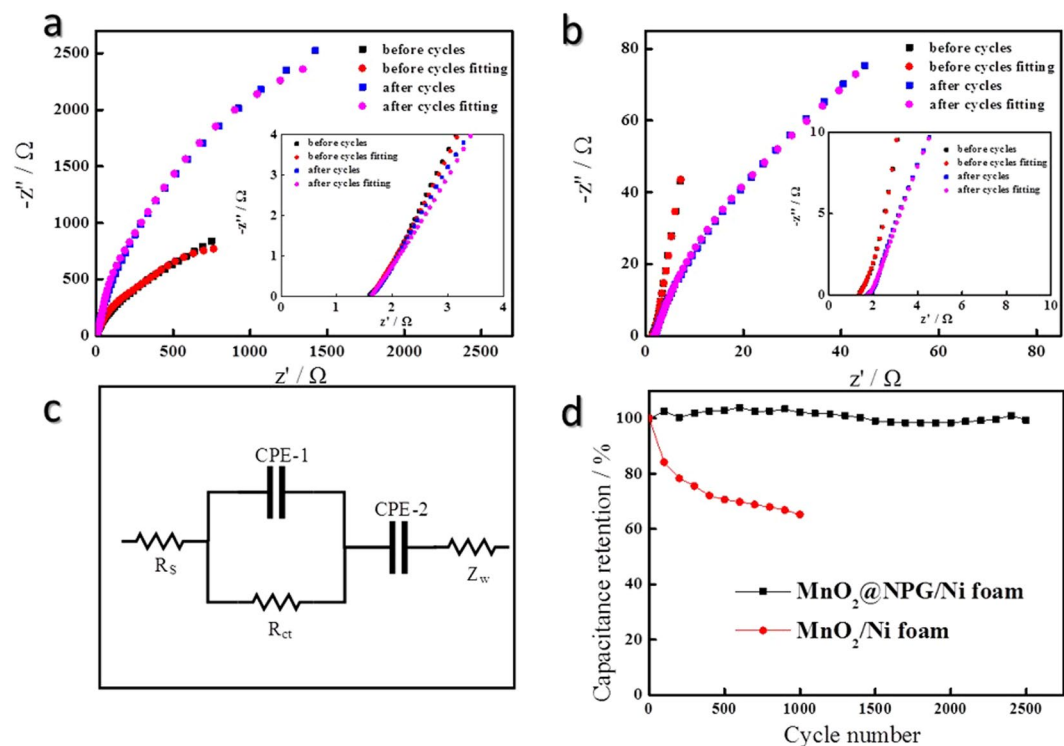 a
-z'' / Ω
2500
2000
1500
1000
500
0
0 500 1000 1500 2000 2500
z' / Ω
before cycles
before cycles fitting
after cycles
after cycles fitting
-z'' / Ω
4
3
2
1
0
0 1 2 3 4
z' / Ω
before cycles
before cycles fitting
after cycles
after cycles fitting
b
-z'' / Ω
80
60
40
20
0
0 20 40 60 80
z' / Ω
before cycles
before cycles fitting
after cycles
after cycles fitting
-z'' / Ω
10
5
0
0 2 4 6 8 10
z' / Ω
before cycles
before cycles fitting
after cycles
after cycles fitting
c
CPE-1
CPE-2
R_S
Z_w
R_ct
d
Capacitance retention / %
100
80
60
40
20
0
0 500 1000 1500 2000 2500
Cycle number
MnO₂@NPG/Ni foam
MnO₂/Ni foam